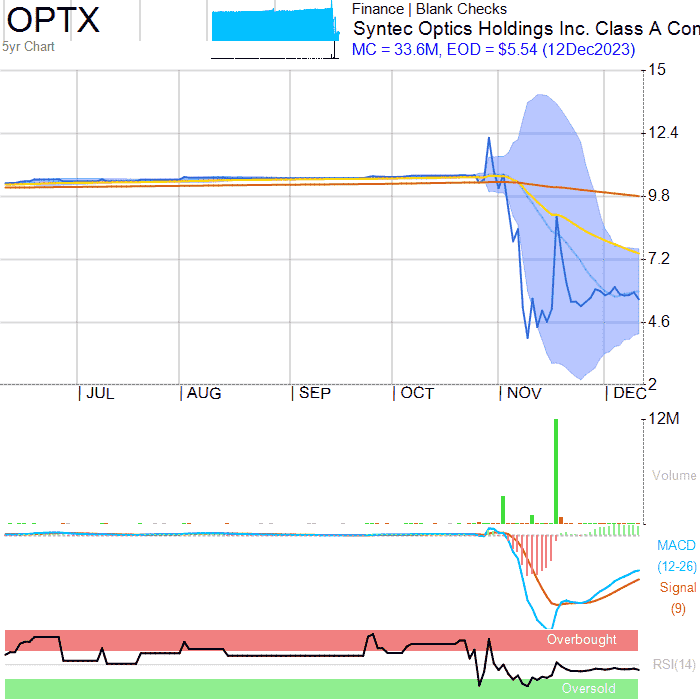 OPTX
5yr Chart
Finance | Blank Checks
Syntec Optics Holdings Inc. Class A Con
MC = 33.6M, EOD = $5.54 (12Dec2023)
15
12.4
9.8
7.2
4.6
2
| JUL | AUG | SEP | OCT | NOV | DEC
12M
Volume
MACD
(12-26)
Signal
(9)
Overbought
RSI(14)
Oversold